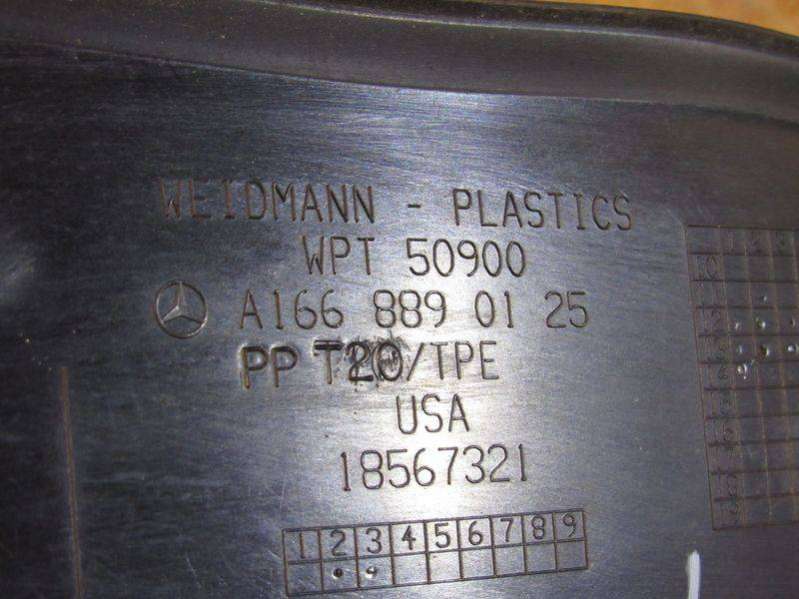 WEIDMANN - PLASTICS
WPT 50900
A166 889 01 25
PP T20/TPE
USA
18567321
1 2 3 4 5 6 7 8 9